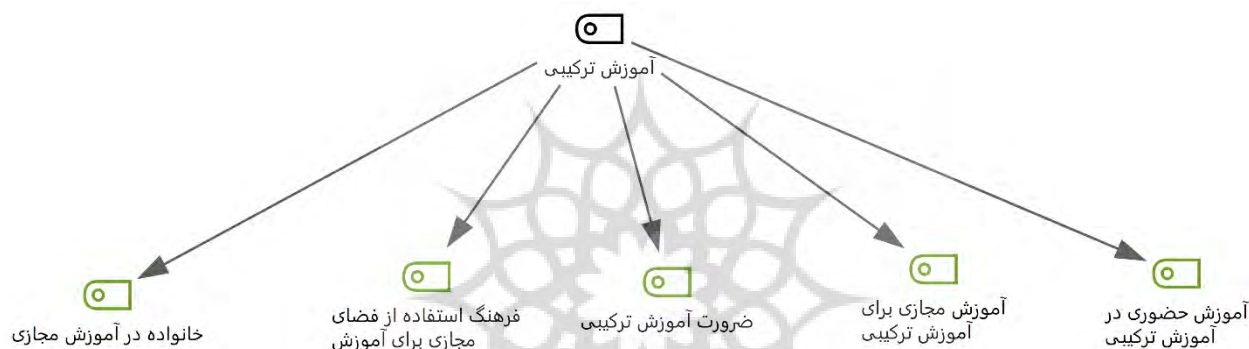 آموزش ترکیبی
آموزش حضوری در
آموزش ترکیبی
آموزش مجازی برای
آموزش ترکیبی
ضرورت آموزش ترکیبی
فرهنگ استفاده از فضای
مجازی برای آموزش
خانواده در آموزش مجازی